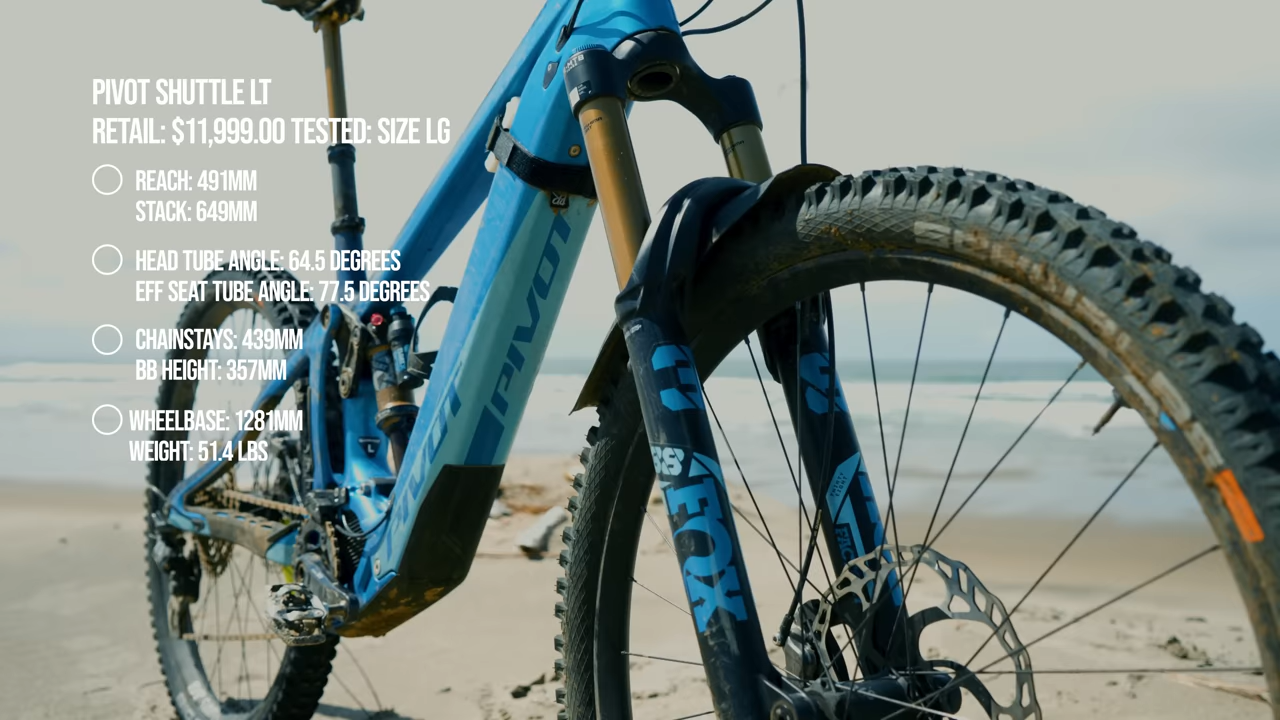 PIVOT SHUTTLE LT
RETAIL: $11,999.00 TESTED: SIZE LG
REACH: 491MM
STACK: 649MM
HEAD TUBE ANGLE: 64.5 DEGREES
EFF SEAT TUBE ANGLE: 77.5 DEGREES
CHAINSTAYS: 439MM
BB HEIGHT: 357MM
WHEELBASE: 1281MM
WEIGHT: 51.4 LBS
PIVOT
PIVOT
38
FOX
L